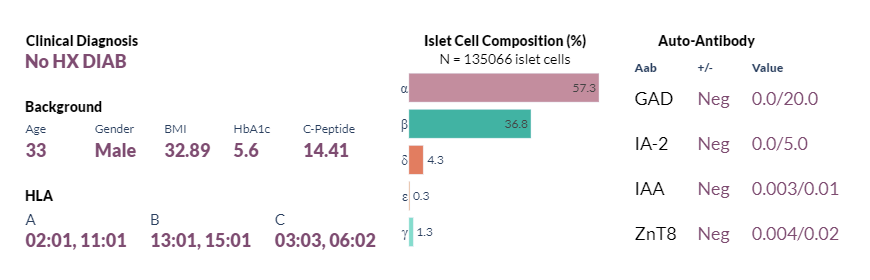 Clinical Diagnosis
No HX DIAB
Background
Age Gender BMI HbA1c C-Peptide
33 Male 32.89 5.6 14.41
HLA
A B C
02:01, 11:01 13:01, 15:01 03:03, 06:02
Islet Cell Composition (%)
N = 135066 islet cells
α 57.3
β 36.8
δ 4.3
ε 0.3
γ 1.3
Auto-Antibody
Aab +/- Value
GAD Neg 0.0/20.0
IA-2 Neg 0.0/5.0
IAA Neg 0.003/0.01
ZnT8 Neg 0.004/0.02